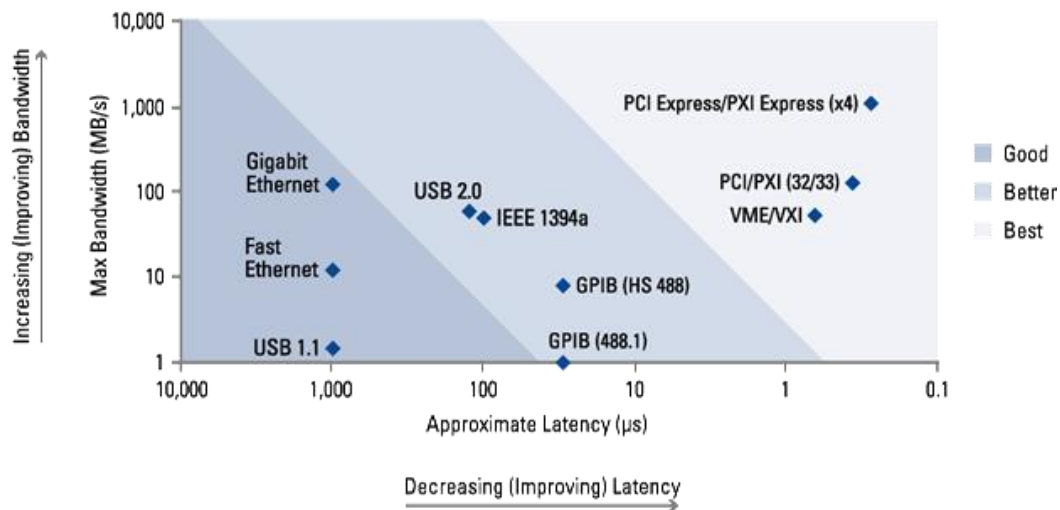 Increasing (Improving) Bandwidth
Max Bandwidth (MB/s)
10,000
1,000
100
10
1
Gigabit
Ethernet
Fast
Ethernet
USB 1.1
USB 2.0
IEEE 1394a
GPIB (HS 488)
GPIB (488.1)
PCI Express/PXI Express (x4)
PCI/PXI (32/33)
VME/VXI
Good
Better
Best
10,000 1,000 100 10 1 0.1
Approximate Latency (μs)
Decreasing (Improving) Latency